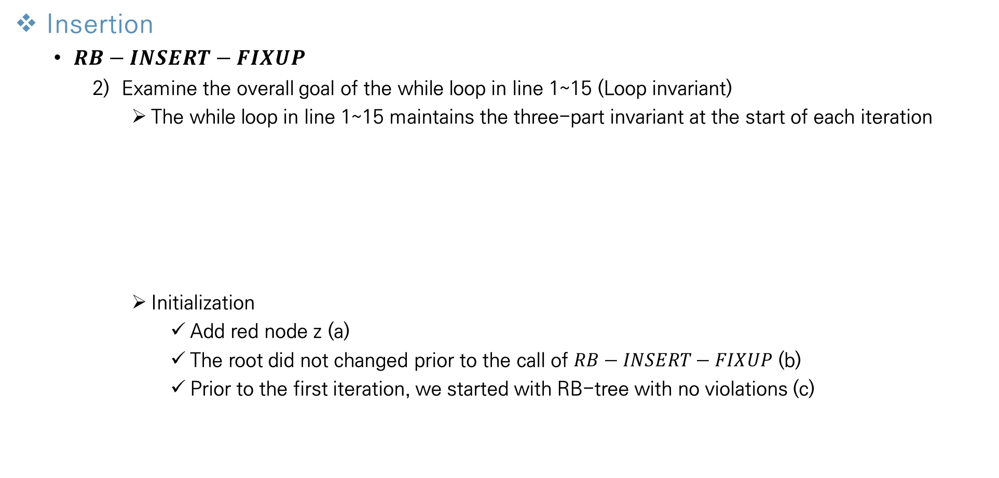 ❖ Insertion
• RB − INSERT − FIXUP
2) Examine the overall goal of the while loop in line 1~15 (Loop invariant)
➢ The while loop in line 1~15 maintains the three-part invariant at the start of each iteration
➢ Initialization
✓ Add red node z (a)
✓ The root did not changed prior to the call of RB − INSERT − FIXUP (b)
✓ Prior to the first iteration, we started with RB-tree with no violations (c)